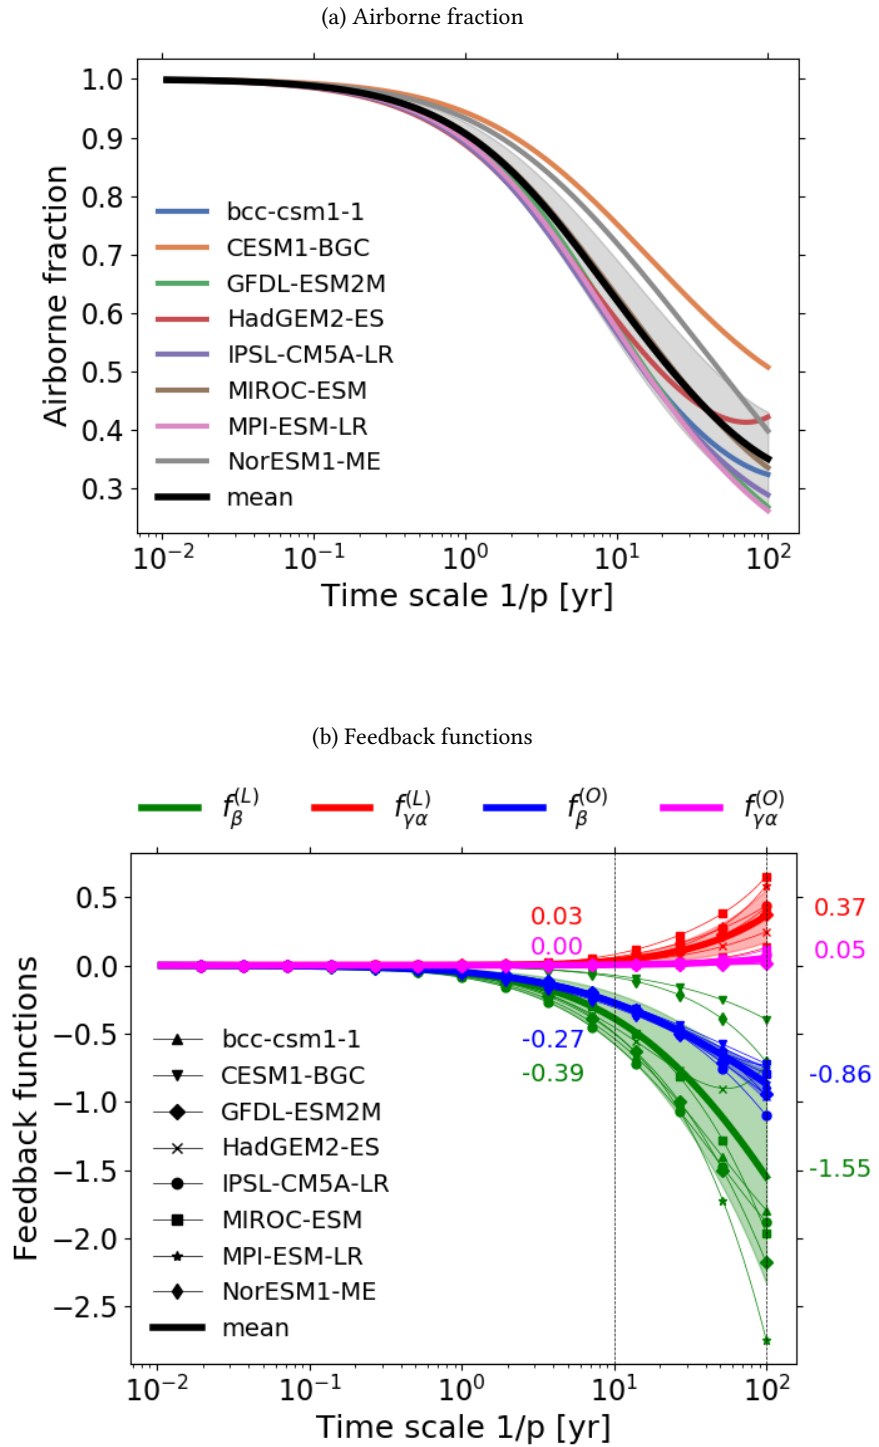 (a) Airborne fraction
1.0
0.9
0.8
0.7
0.6
0.5
0.4
0.3
Airborne fraction
bcc-csm1-1
CESM1-BGC
GFDL-ESM2M
HadGEM2-ES
IPSL-CM5A-LR
MIROC-ESM
MPI-ESM-LR
NorESM1-ME
mean
10⁻² 10⁻¹ 10⁰ 10¹ 10²
Time scale 1/p [yr]
(b) Feedback functions
f_β^(L) f_γα^(L) f_β^(O) f_γα^(O)
0.5
0.0
−0.5
−1.0
−1.5
−2.0
−2.5
Feedback functions
0.03
0.00
-0.27
-0.39
0.37
0.05
-0.86
-1.55
bcc-csm1-1
CESM1-BGC
GFDL-ESM2M
HadGEM2-ES
IPSL-CM5A-LR
MIROC-ESM
MPI-ESM-LR
NorESM1-ME
mean
10⁻² 10⁻¹ 10⁰ 10¹ 10²
Time scale 1/p [yr]